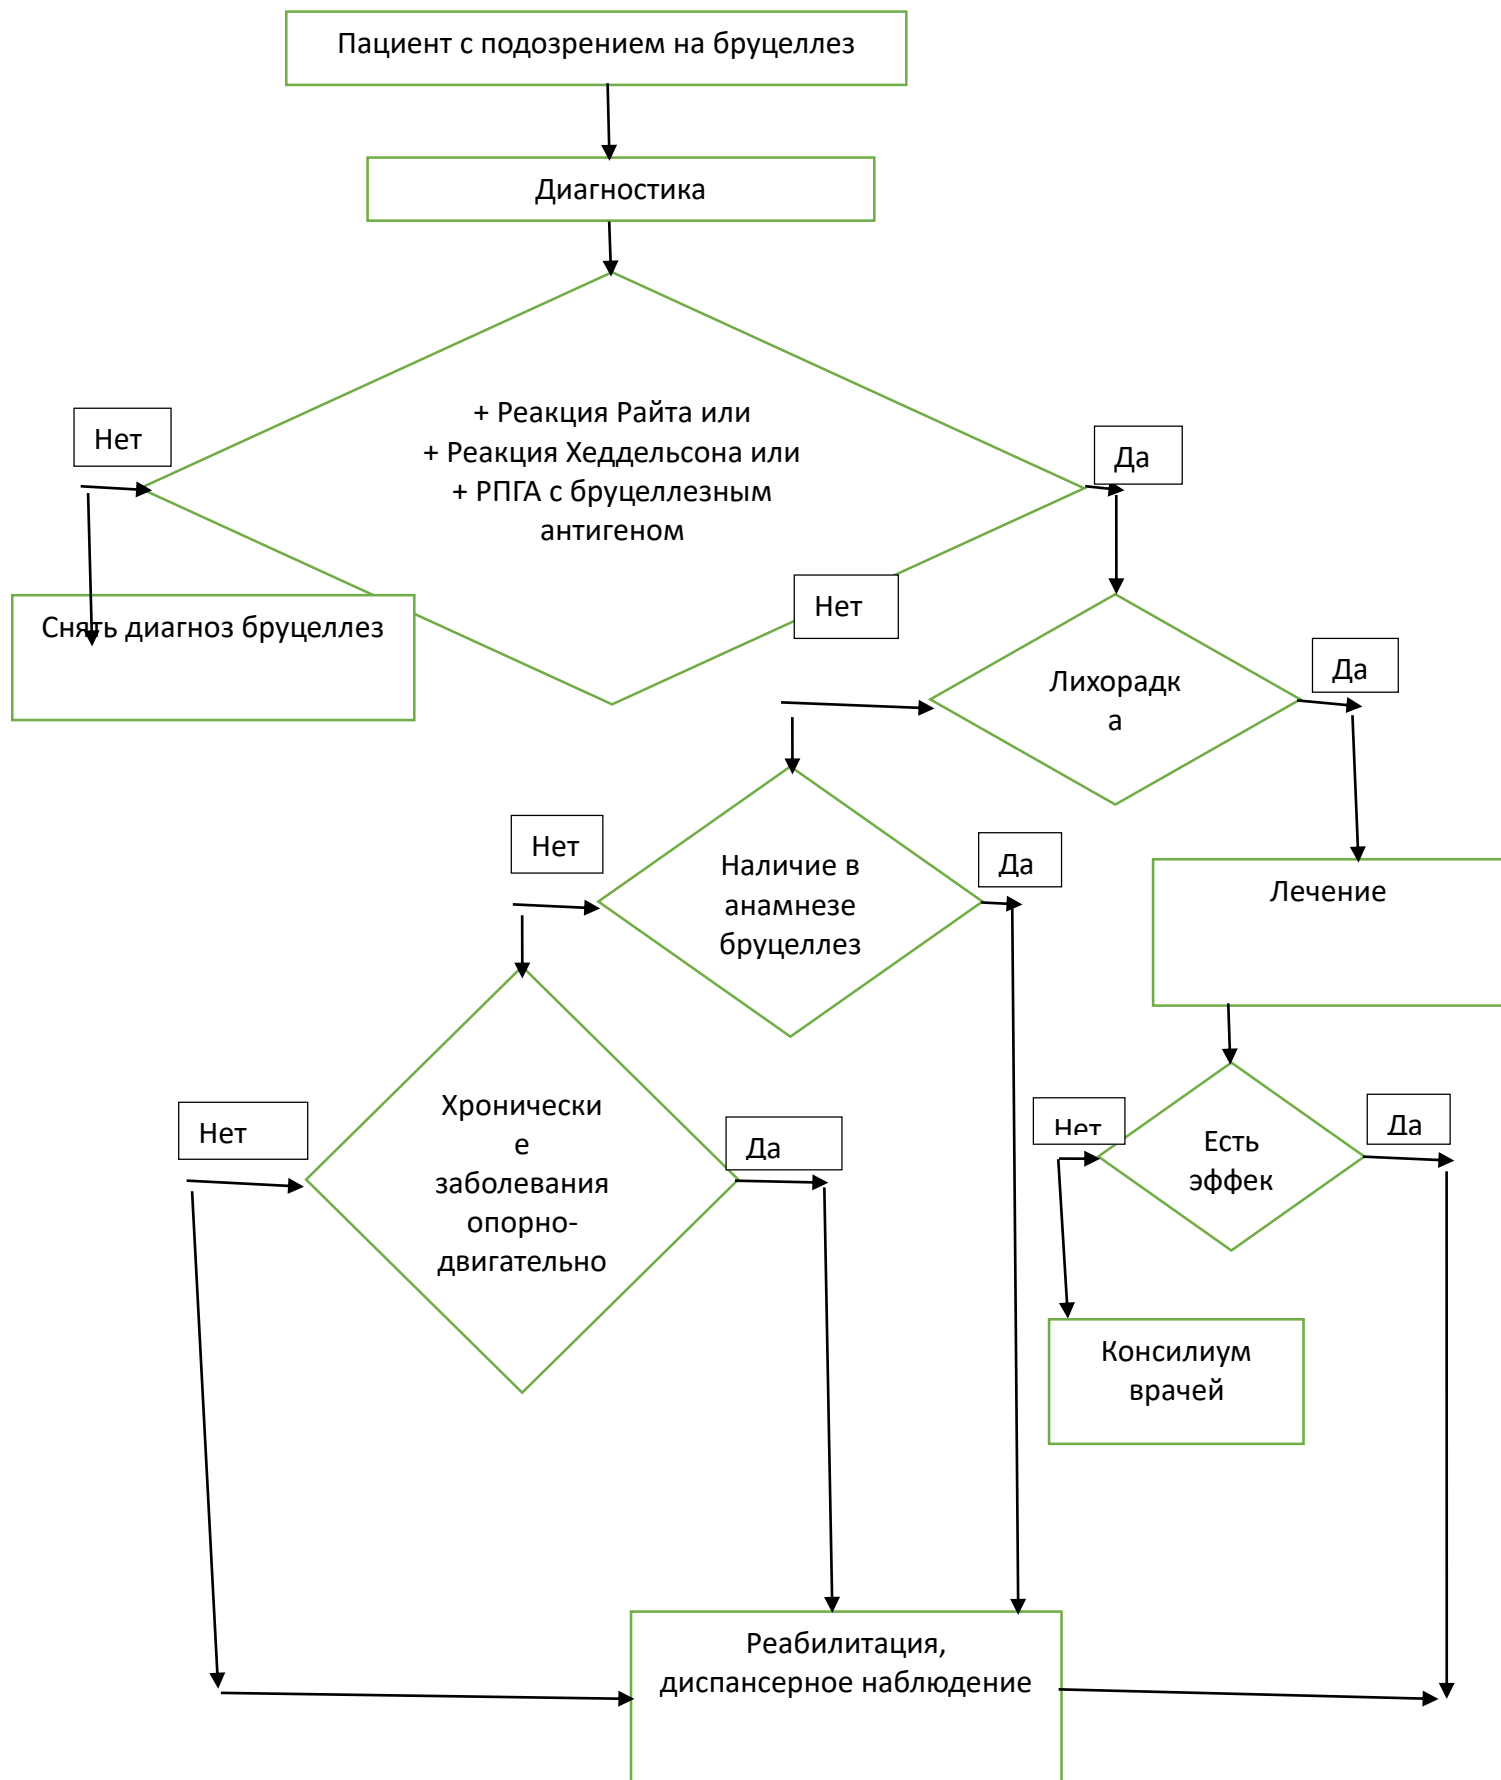 Пациент с подозрением на бруцеллез
Диагностика
+ Реакция Райта или
+ Реакция Хеддельсона или
+ РПГА с бруцеллезным
антигеном
Нет
Да
Снять диагноз бруцеллез
Нет
Лихорадк
а
Да
Нет
Наличие в
анамнезе
бруцеллез
Да
Лечение
Нет
Хронически
е
заболевания
опорно-
двигательно
Да
Нет
Есть
эффек
Да
Консилиум
врачей
Реабилитация,
диспансерное наблюдение